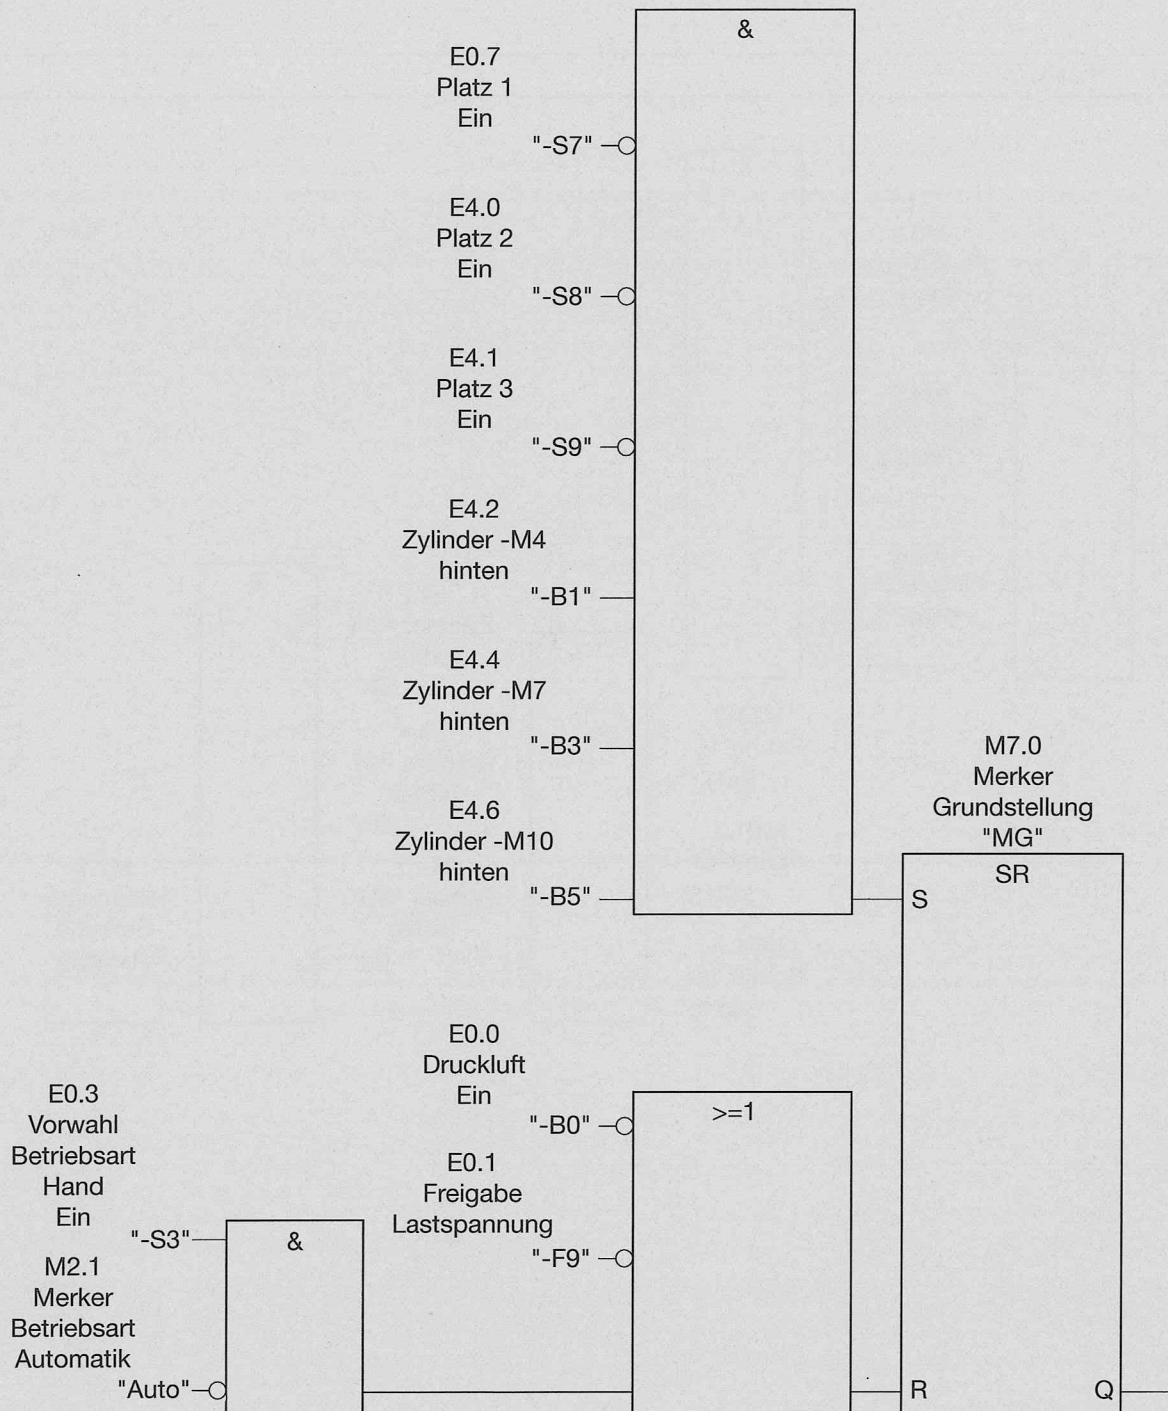 &
E0.7
Platz 1
Ein
"-S7"
E4.0
Platz 2
Ein
"-S8"
E4.1
Platz 3
Ein
"-S9"
E4.2
Zylinder -M4
hinten
"-B1"
E4.4
Zylinder -M7
hinten
"-B3"
E4.6
Zylinder -M10
hinten
"-B5"
M7.0
Merker
Grundstellung
"MG"
SR
S
E0.0
Druckluft
Ein
"-B0"
>=1
E0.1
Freigabe
Lastspannung
"-F9"
E0.3
Vorwahl
Betriebsart
Hand
Ein
"-S3"
&
M2.1
Merker
Betriebsart
Automatik
"Auto"
R
Q